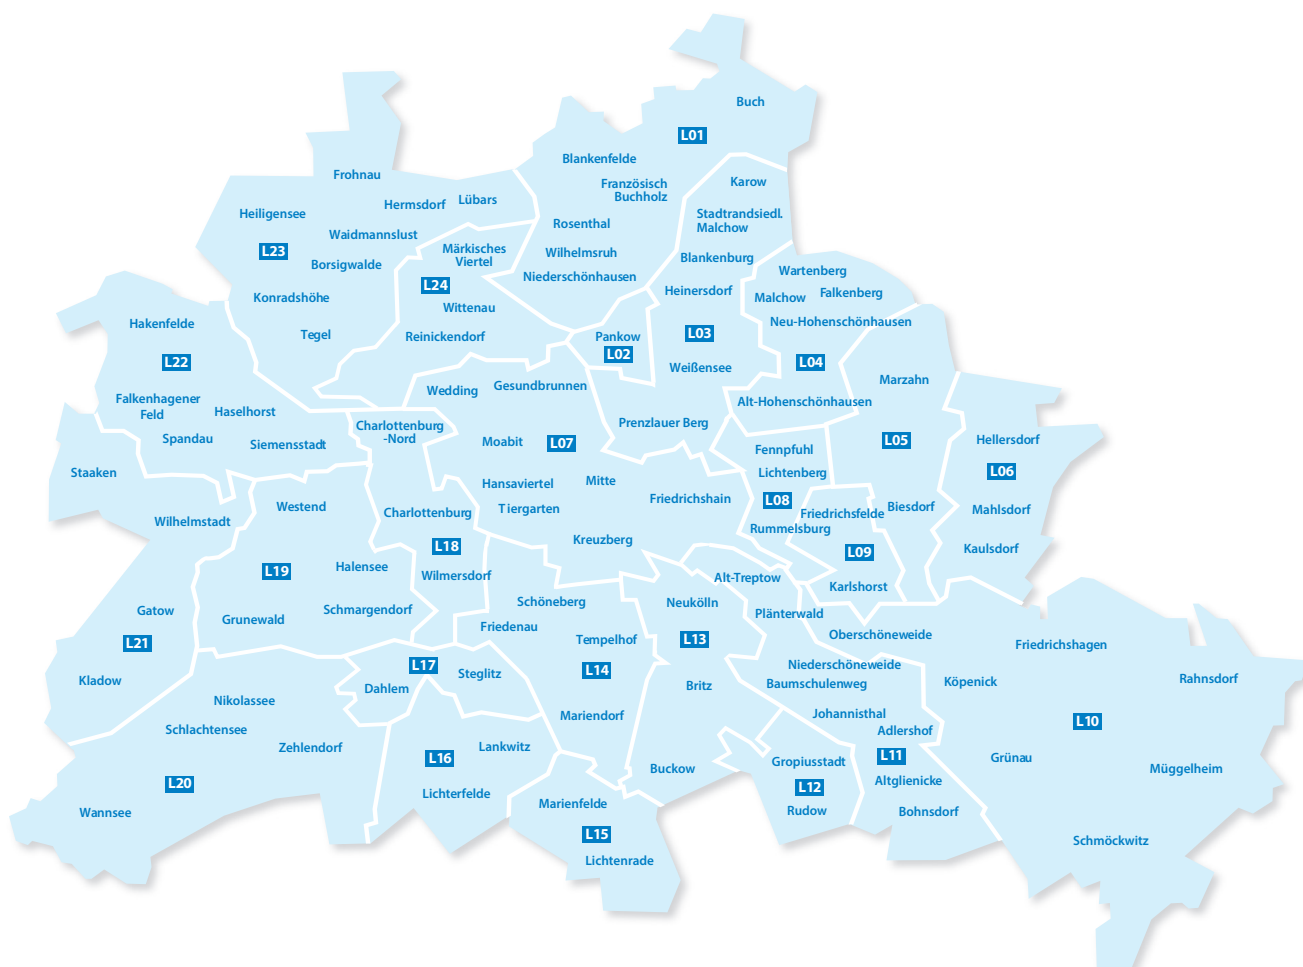 Buch
L01
Blankenfelde
Frohnau
Französisch
Buchholz
Karow
Hermsdorf
Lübars
Heiligensee
Stadtrandsiedl.
Malchow
Rosenthal
Waidmannslust
L23
Märkisches
Viertel
Wilhelmsruh
Blankenburg
Borsigwalde
Wartenberg
Niederschönhausen
L24
Heinersdorf
Konradshöhe
Malchow
Falkenberg
Wittenau
Hakenfelde
Neu-Hohenschönhausen
Tegel
Reinickendorf
Pankow
L03
L02
L22
L04
Weißensee
Marzahn
Wedding
Gesundbrunnen
Falkenhagener
Feld
Haselhorst
Alt-Hohenschönhausen
Charlottenburg
-Nord
Prenzlauer Berg
Spandau
Siemensstadt
Moabit
L07
L05
Hellersdorf
Fennpfuhl
Staaken
Lichtenberg
L06
Hansaviertel
Mitte
Friedrichshain
L08
Westend
Tiergarten
Charlottenburg
Friedrichsfelde
Biesdorf
Mahlsdorf
Wilhelmstadt
Rummelsburg
Kreuzberg
L18
L09
Kaulsdorf
Halensee
L19
Wilmersdorf
Alt-Treptow
Karlshorst
Schöneberg
Neukölln
Gatow
Schmargendorf
Grunewald
Plänterwald
Friedenau
Tempelhof
L13
Oberschöneweide
L21
Friedrichshagen
L17
Steglitz
L14
Niederschöneweide
Kladow
Dahlem
Britz
Baumschulenweg
Köpenick
Rahnsdorf
Nikolassee
Mariendorf
Johannisthal
L10
Schlachtensee
Adlershof
Zehlendorf
Lankwitz
L16
L11
Grünau
Gropiusstadt
Buckow
Müggelheim
L20
L12
Altglienicke
Lichterfelde
Marienfelde
Wannsee
Rudow
Bohnsdorf
L15
Schmöckwitz
Lichtenrade